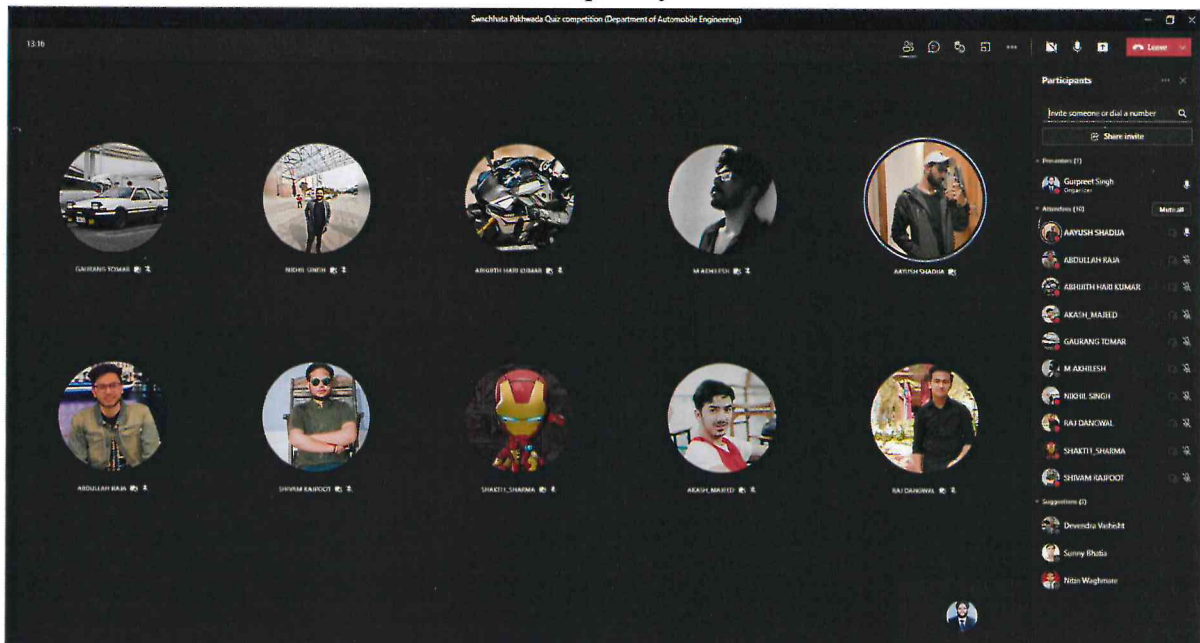 Swachhata Pakhwada Quiz competition (Department of Automobile Engineering)
13:16
Leave
Participants
Invite someone or dial a number
Share invite
Presenters (1)
Gurpreet Singh
Organizer
Attendees (10)
Mute all
AAYUSH SHADIJA
ABDULLAH RAJA
ABHIJITH HARI KUMAR
AKASH_MAJEED
GAURANG TOMAR
M AKHILESH
NIKHIL SINGH
RAJ DANGWAL
SHAKTI_SHARMA
SHIVAM RAJPOOT
Suggestions (3)
Devendra Vashisht
Sunny Bhatia
Nitin Waghmare
GAURANG TOMAR
NIKHIL SINGH
ABHIJITH HARI KUMAR
M AKHILESH
AAYUSH SHADIJA
ABDULLAH RAJA
SHIVAM RAJPOOT
SHAKTI_SHARMA
AKASH_MAJEED
RAJ DANGWAL